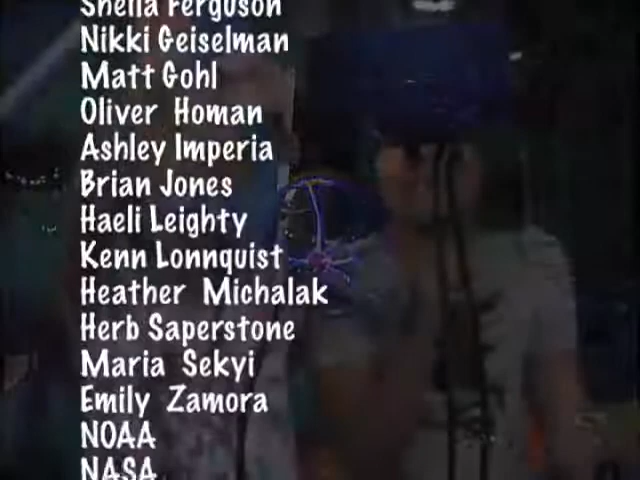 Sheila Ferguson
Nikki Geiselman
Matt Gohl
Oliver Homan
Ashley Imperia
Brian Jones
Haeli Leighty
Kenn Lonnquist
Heather Michalak
Herb Saperstone
Maria Sekyi
Emily Zamora
NOAA
NASA